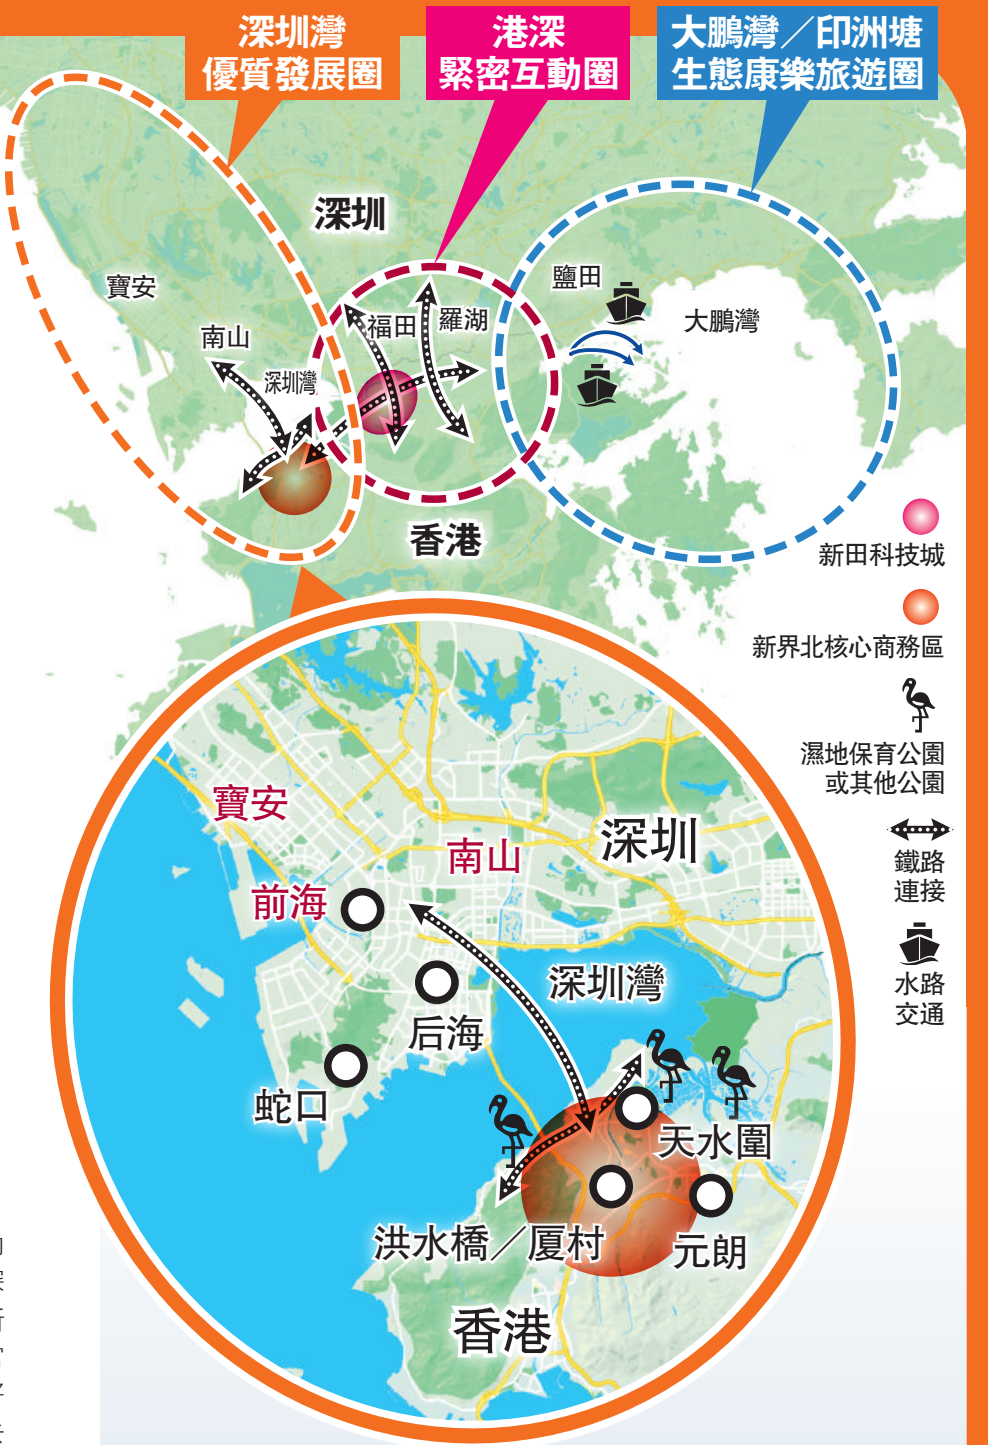 深圳灣
優質發展圈
港深
緊密互動圈
大鵬灣／印洲塘
生態康樂旅遊圈
深圳
寶安
南山
深圳灣
福田
羅湖
鹽田
大鵬灣
香港
新田科技城
新界北核心商務區
濕地保育公園
或其他公園
鐵路
連接
水路
交通
寶安
南山
深圳
前海
深圳灣
后海
蛇口
天水圍
洪水橋／厦村
元朗
香港